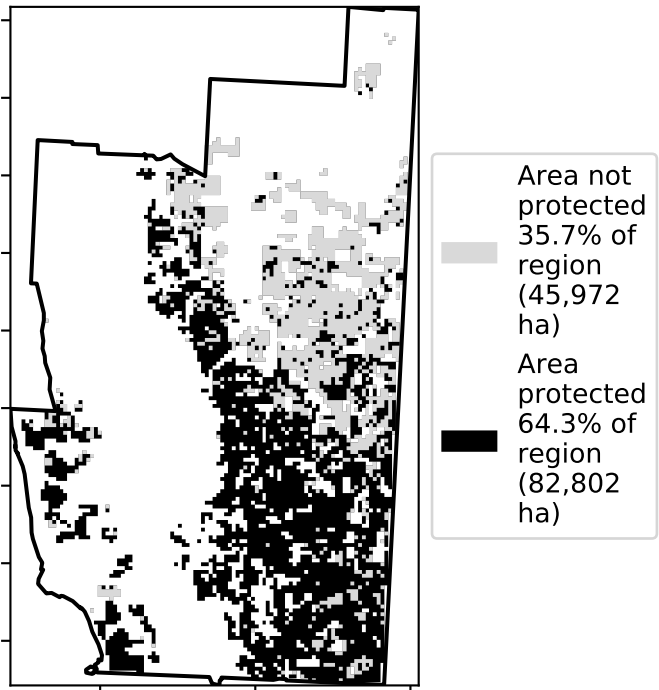 Area not
protected
35.7% of
region
(45,972
ha)
Area
protected
64.3% of
region
(82,802
ha)